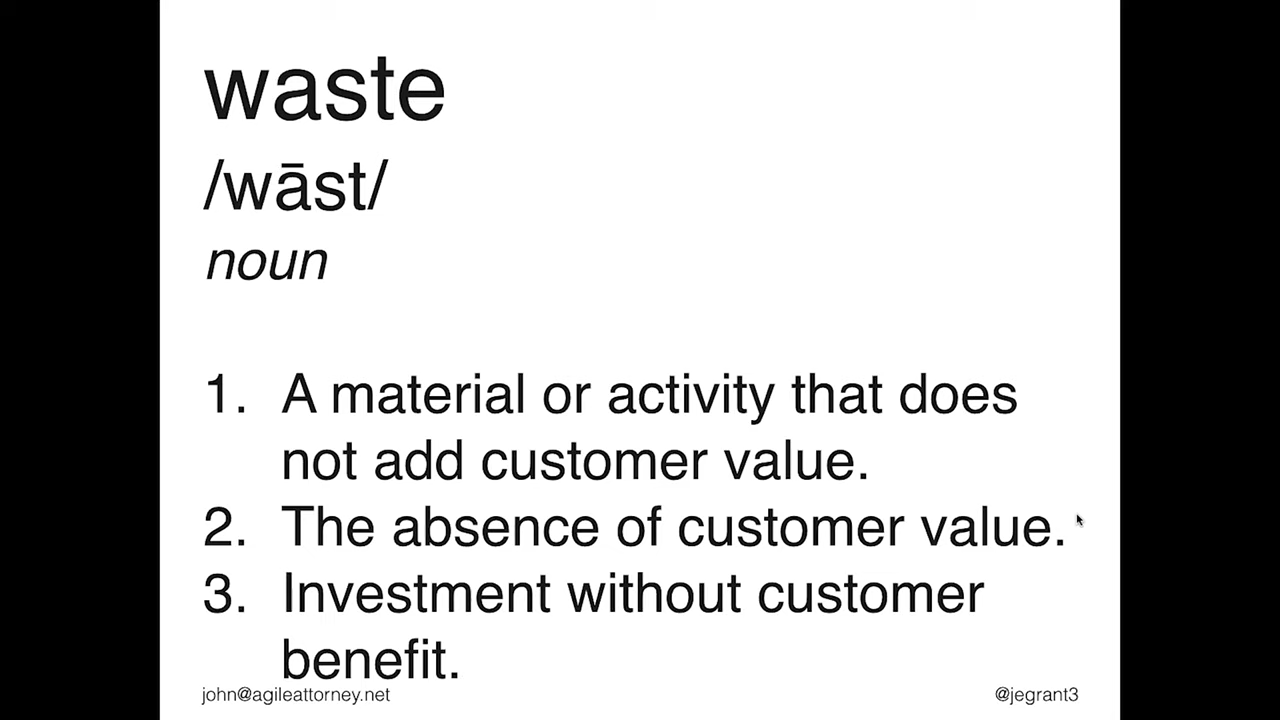 waste
/wāst/
noun
1. A material or activity that does
not add customer value.
2. The absence of customer value.
3. Investment without customer
benefit.
john@agileattorney.net
@jegrant3